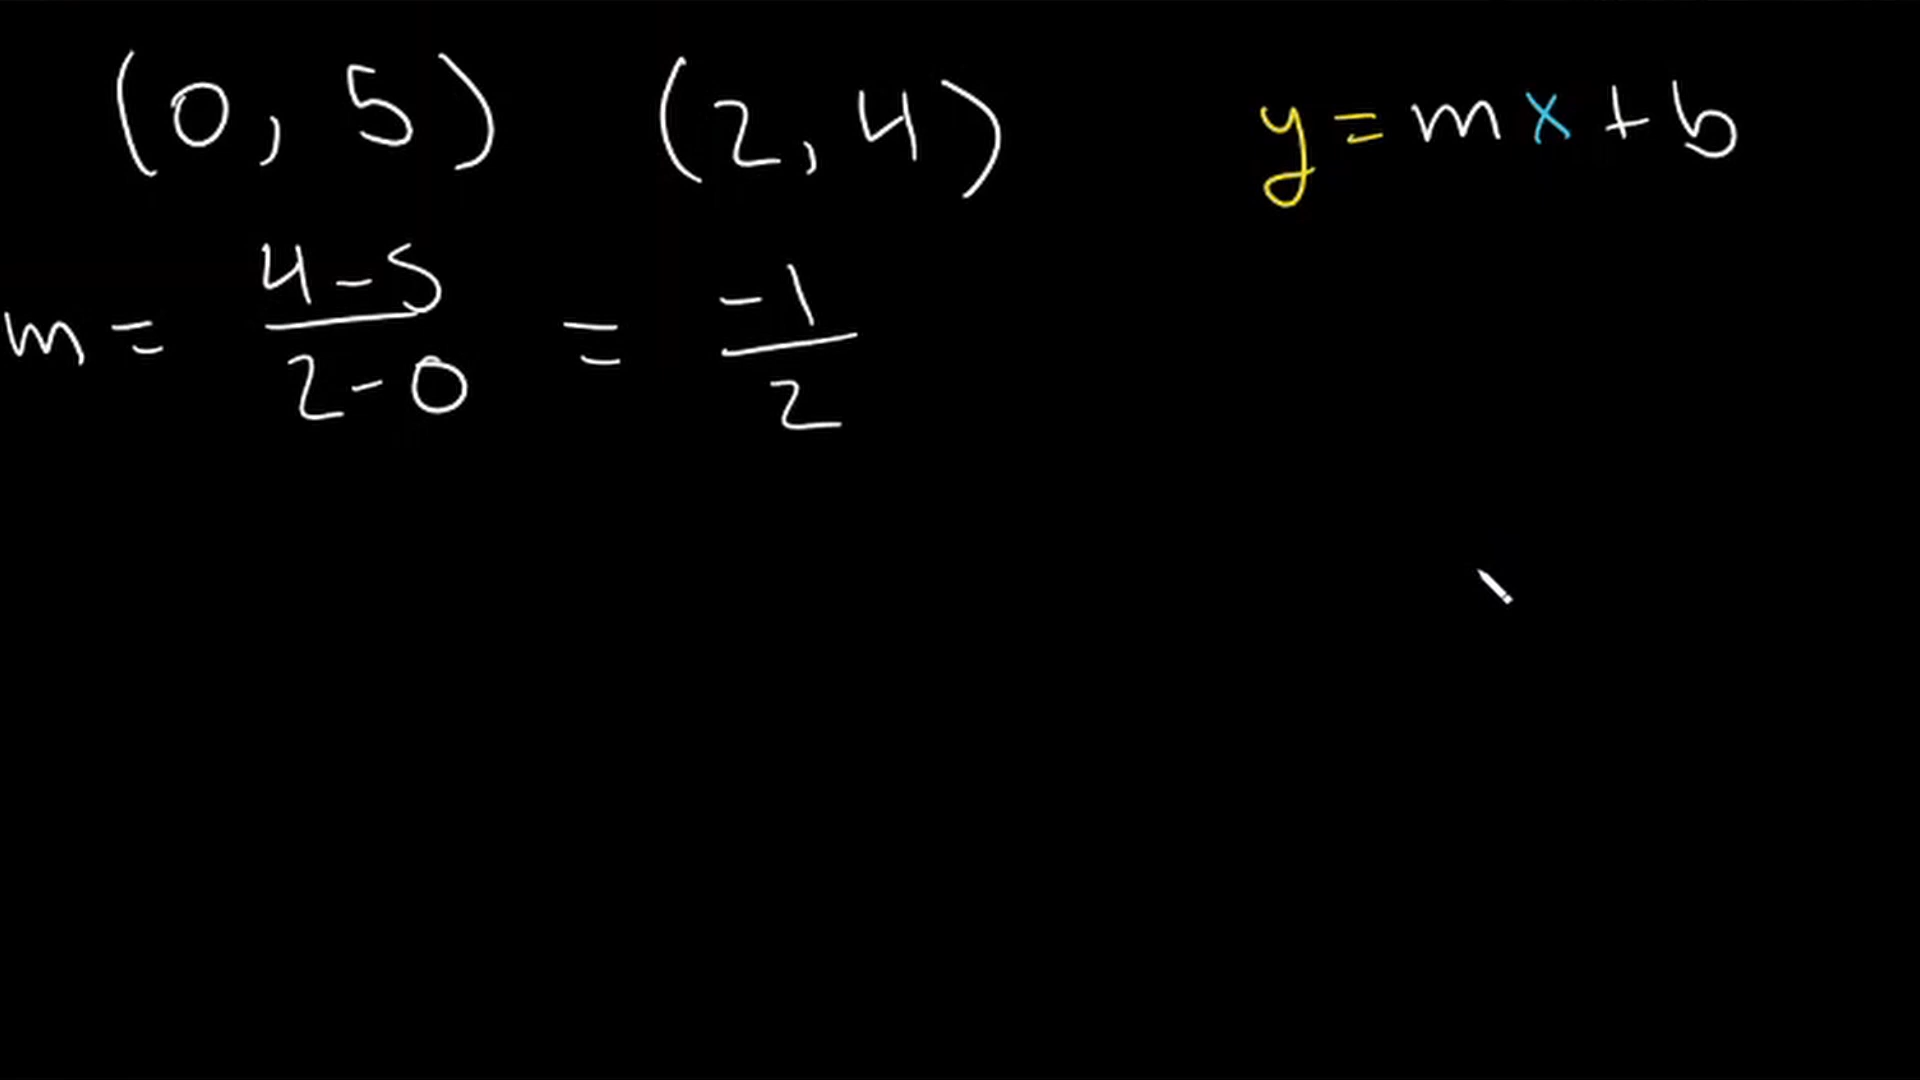 (0, 5) (2, 4) y = mx + b
m = 4-5 / 2-0 = -1 / 2